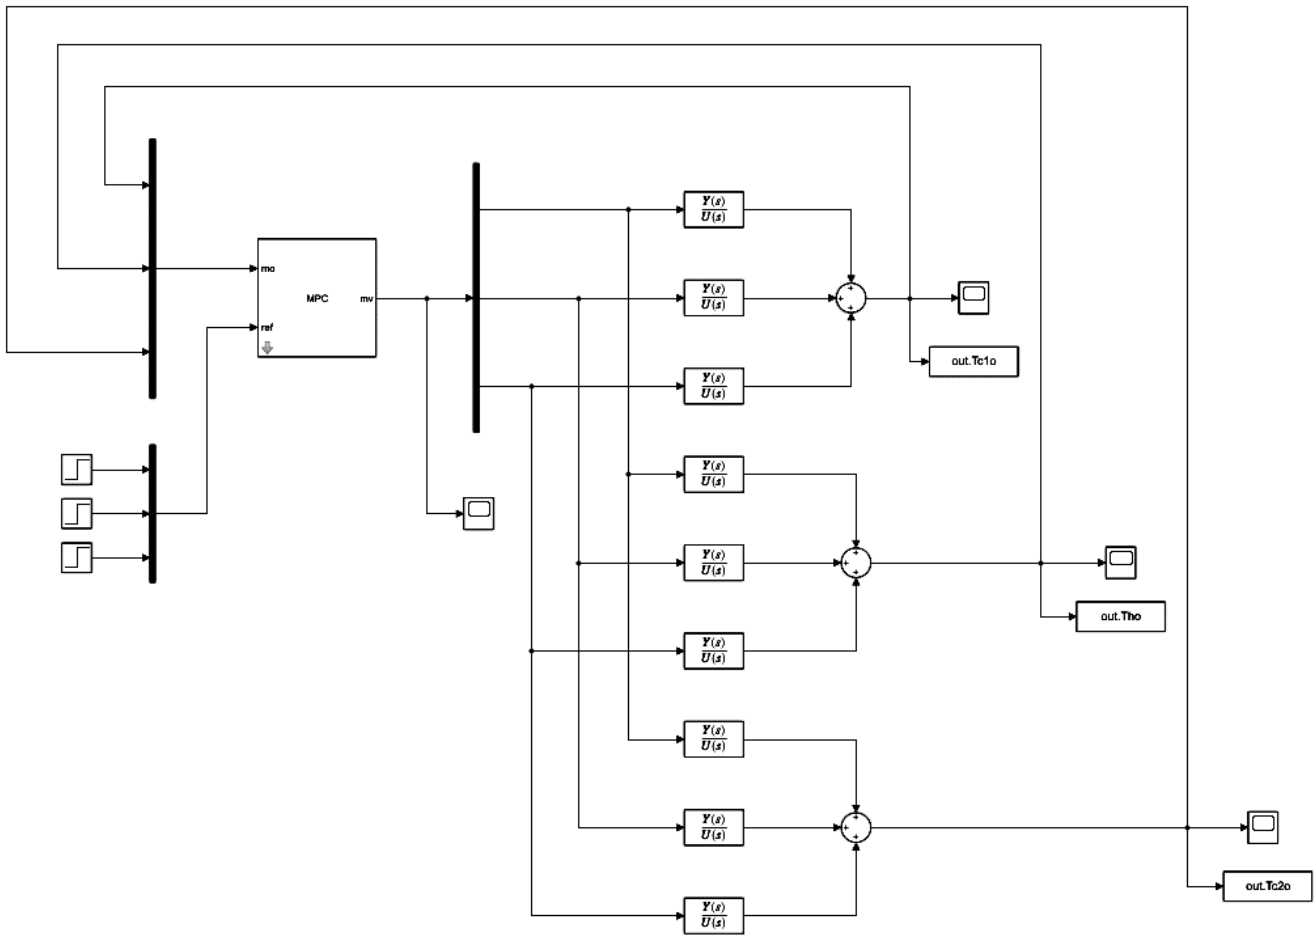 Y(s)
U(s)
mo
MPC
mv
ref
Y(s)
U(s)
+
+
+
Y(s)
U(s)
out.Tc1o
Y(s)
U(s)
Y(s)
U(s)
+
+
+
out.Tho
Y(s)
U(s)
Y(s)
U(s)
Y(s)
U(s)
+
+
+
out.Tc2o
Y(s)
U(s)